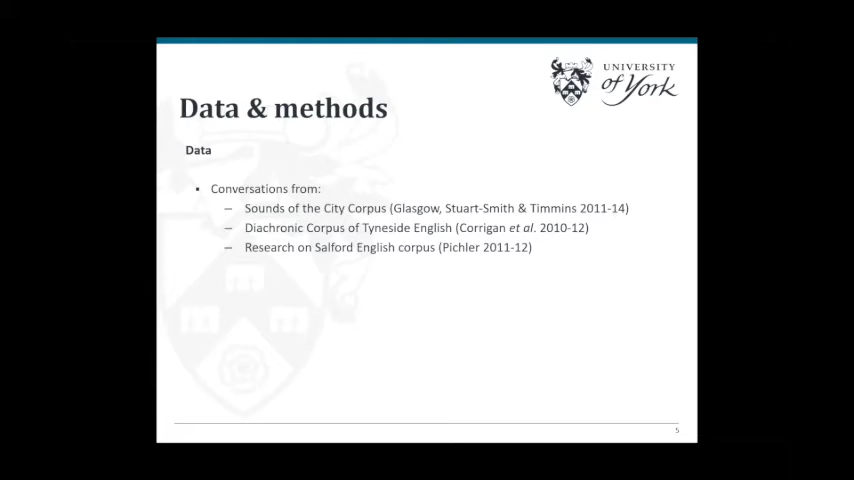 UNIVERSITY
of York
Data & methods
Data
▪ Conversations from:
– Sounds of the City Corpus (Glasgow, Stuart-Smith & Timmins 2011-14)
– Diachronic Corpus of Tyneside English (Corrigan et al. 2010-12)
– Research on Salford English corpus (Pichler 2011-12)
5